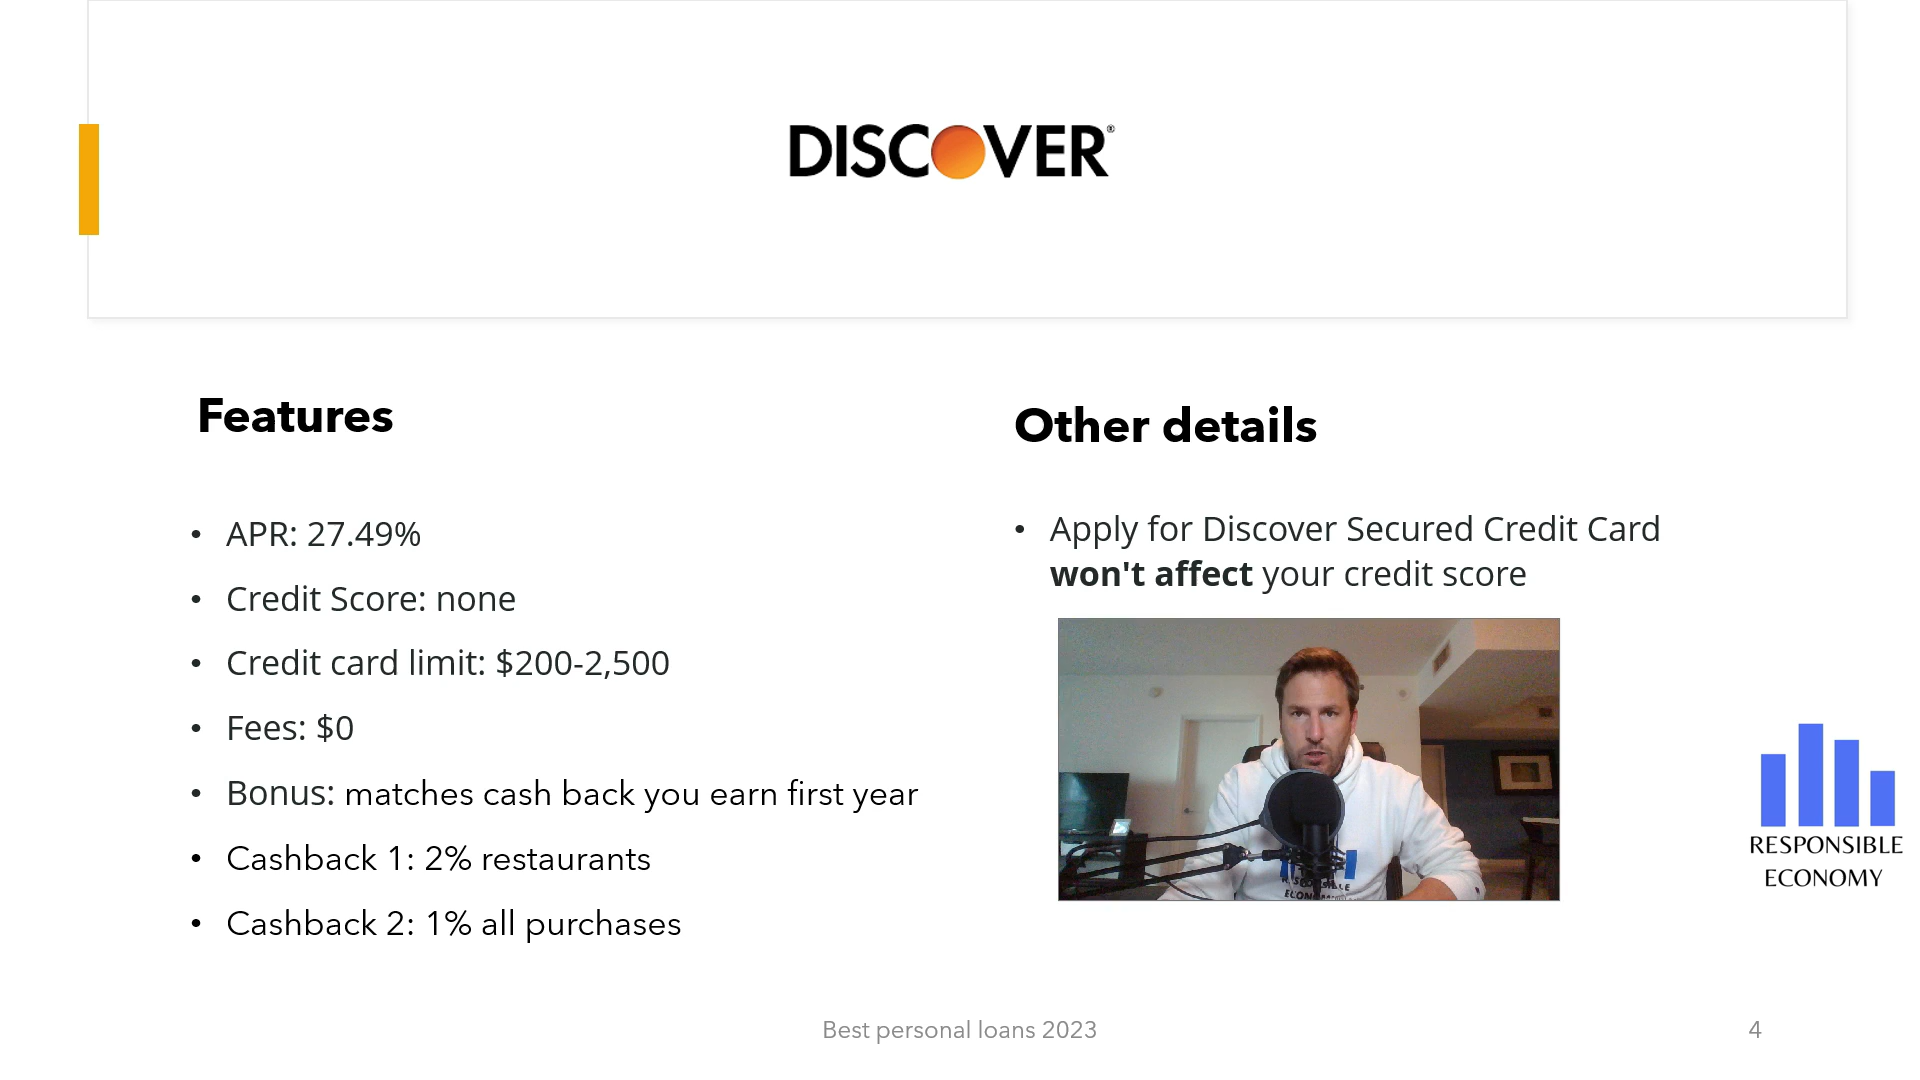 DISCOVER®
Features
• APR: 27.49%
• Credit Score: none
• Credit card limit: $200-2,500
• Fees: $0
• Bonus: matches cash back you earn first year
• Cashback 1: 2% restaurants
• Cashback 2: 1% all purchases
Other details
• Apply for Discover Secured Credit Card
won't affect your credit score
RESPONSIBLE
ECONOMY
Best personal loans 2023
4